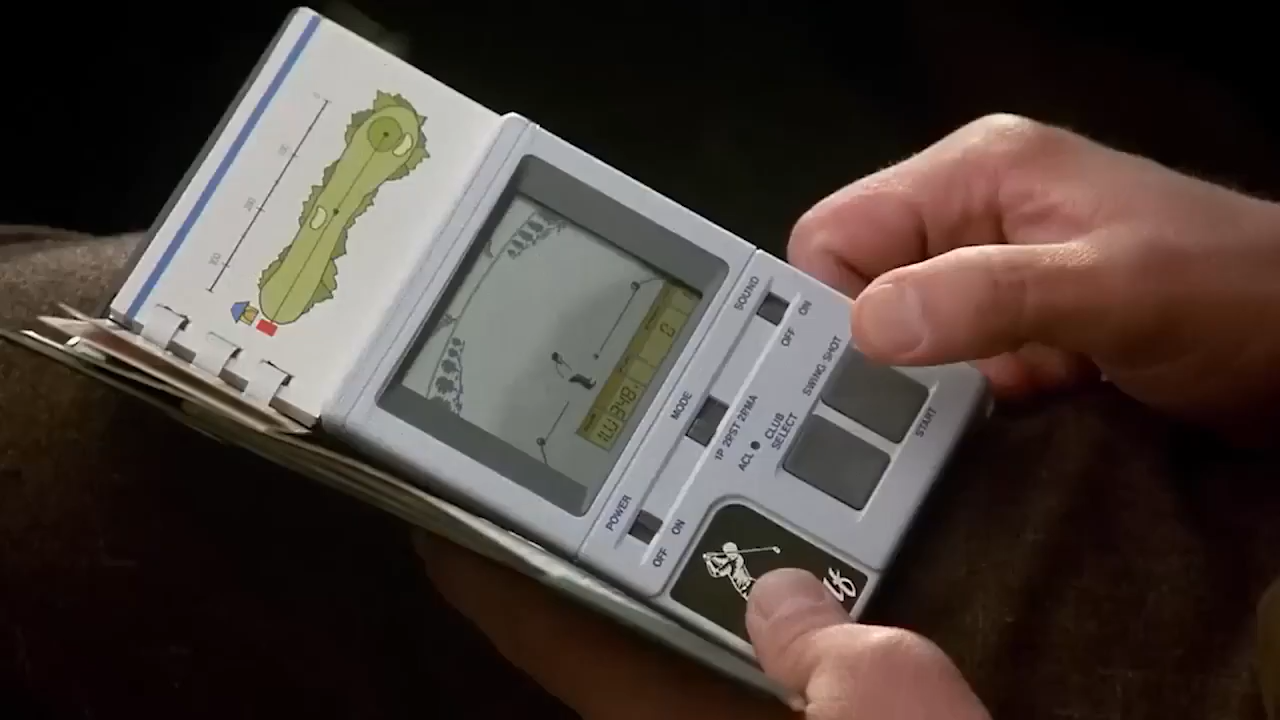 SOUND
OFF ON
MODE
1P 2PST 2PMA
POWER
OFF ON
SWING SHOT
START
CLUB
SELECT
ACL